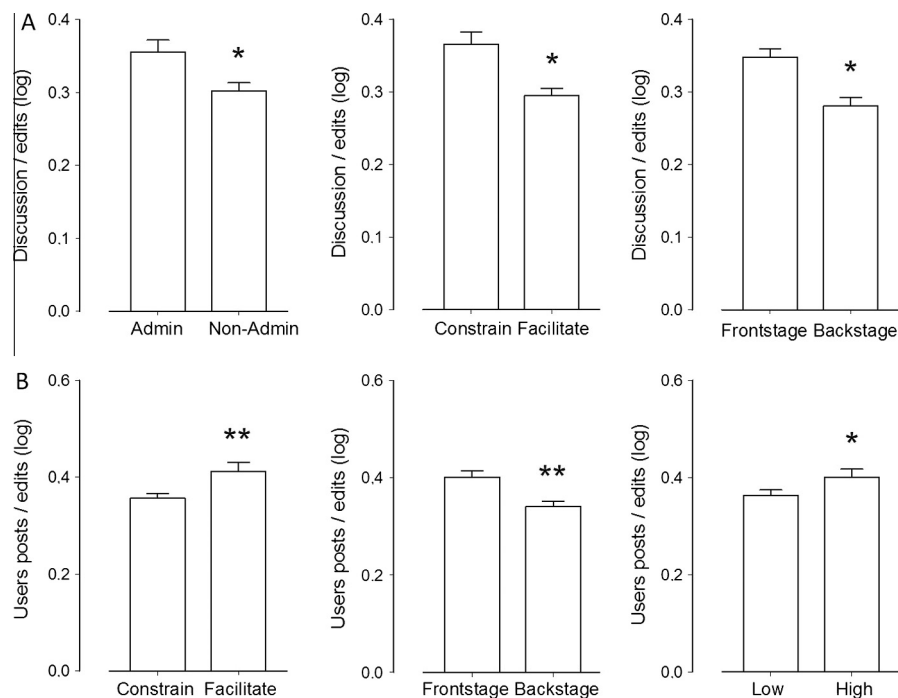 A
Discussion / edits (log)
0.4
0.3
0.3
0.1
0.0
*
Admin Non-Admin
Discussion / edits (log)
0.4
0.3
0.2
0.1
0.0
*
Constrain Facilitate
Discussion / edits (log)
0.4
0.3
0.2
0.1
0.0
*
Frontstage Backstage
B
Users posts / edits (log)
0.6
0.4
0.2
0.0
**
Constrain Facilitate
Users posts / edits (log)
0.6
0.4
0.2
0.0
**
Frontstage Backstage
Users posts / edits (log)
0.6
0.4
0.2
0.0
*
Low High